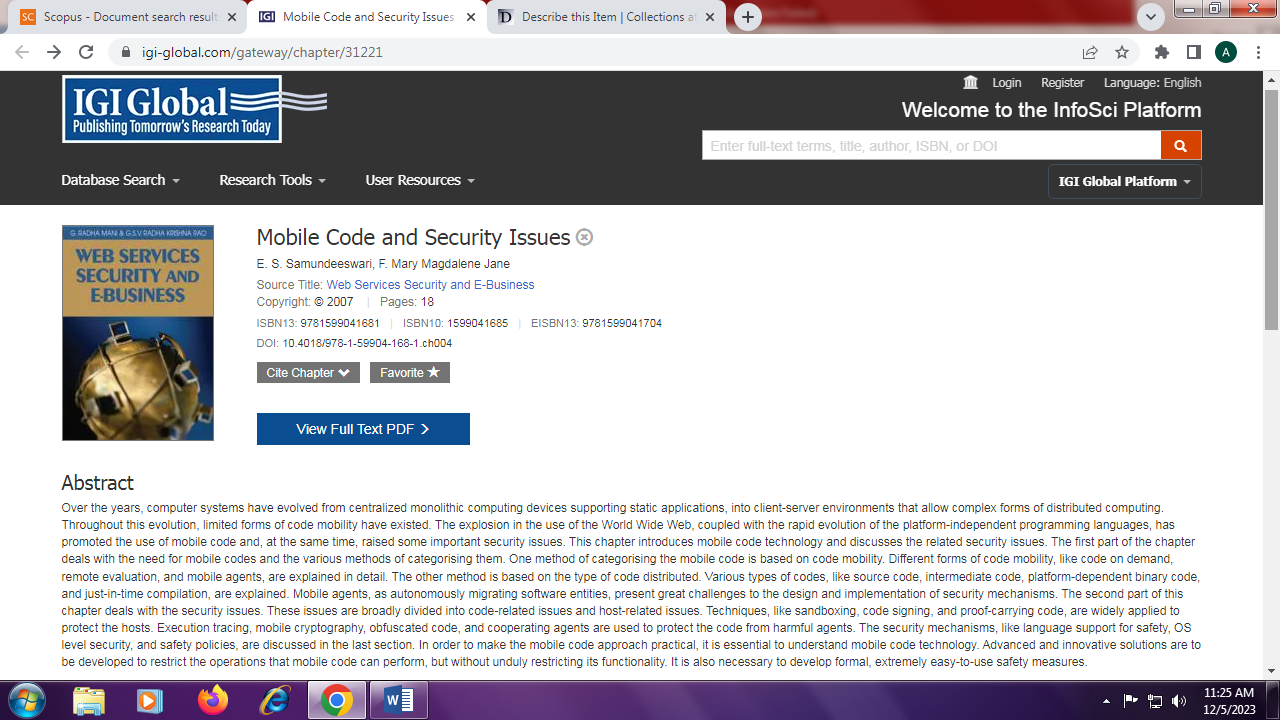 Scopus - Document search result
Mobile Code and Security Issues
Describe this Item | Collections a
igi-global.com/gateway/chapter/31221
A
IGI Global
Publishing Tomorrow's Research Today
Login Register Language: English
Welcome to the InfoSci Platform
Enter full-text terms, title, author, ISBN, or DOI
Database Search Research Tools User Resources
IGI Global Platform
G. RADHA MANI & G.S.V. RADHA KRISHNA RAO
WEB SERVICES
SECURITY AND
E-BUSINESS
Mobile Code and Security Issues
E. S. Samundeeswari, F. Mary Magdalene Jane
Source Title: Web Services Security and E-Business
Copyright: © 2007 | Pages: 18
ISBN13: 9781599041681 | ISBN10: 1599041685 | EISBN13: 9781599041704
DOI: 10.4018/978-1-59904-168-1.ch004
Cite Chapter Favorite
View Full Text PDF
Abstract
Over the years, computer systems have evolved from centralized monolithic computing devices supporting static applications, into client-server environments that allow complex forms of distributed computing.
Throughout this evolution, limited forms of code mobility have existed. The explosion in the use of the World Wide Web, coupled with the rapid evolution of the platform-independent programming languages, has
promoted the use of mobile code and, at the same time, raised some important security issues. This chapter introduces mobile code technology and discusses the related security issues. The first part of the chapter
deals with the need for mobile codes and the various methods of categorising them. One method of categorising the mobile code is based on code mobility. Different forms of code mobility, like code on demand,
remote evaluation, and mobile agents, are explained in detail. The other method is based on the type of code distributed. Various types of codes, like source code, intermediate code, platform-dependent binary code,
and just-in-time compilation, are explained. Mobile agents, as autonomously migrating software entities, present great challenges to the design and implementation of security mechanisms. The second part of this
chapter deals with the security issues. These issues are broadly divided into code-related issues and host-related issues. Techniques, like sandboxing, code signing, and proof-carrying code, are widely applied to
protect the hosts. Execution tracing, mobile cryptography, obfuscated code, and cooperating agents are used to protect the code from harmful agents. The security mechanisms, like language support for safety, OS
level security, and safety policies, are discussed in the last section. In order to make the mobile code approach practical, it is essential to understand mobile code technology. Advanced and innovative solutions are to
be developed to restrict the operations that mobile code can perform, but without unduly restricting its functionality. It is also necessary to develop formal, extremely easy-to-use safety measures.
11:25 AM
12/5/2023